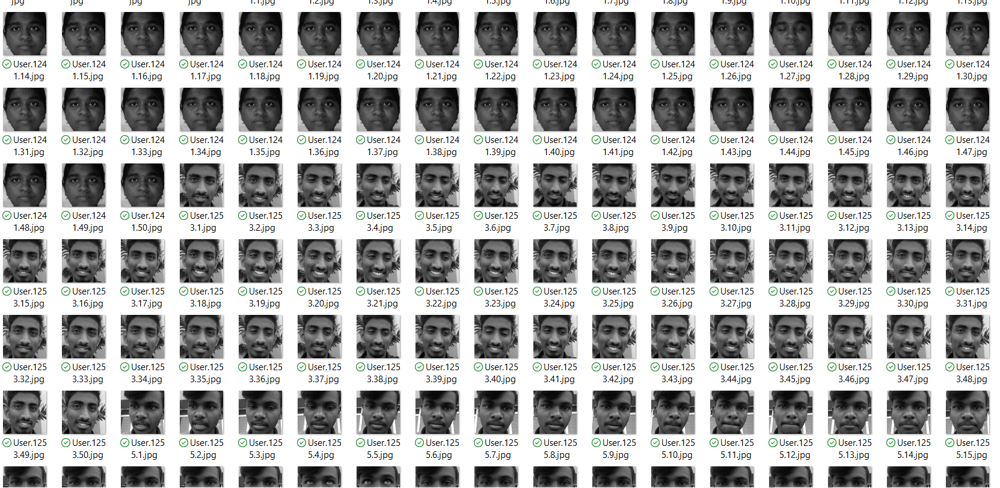 jpg jpg jpg jpg 1.1.jpg 1.2.jpg 1.3.jpg 1.4.jpg 1.5.jpg 1.6.jpg 1.7.jpg 1.8.jpg 1.9.jpg 1.10.jpg 1.11.jpg 1.12.jpg 1.13.jpg
User.124 User.124 User.124 User.124 User.124 User.124 User.124 User.124 User.124 User.124 User.124 User.124 User.124 User.124 User.124 User.124 User.124
1.14.jpg 1.15.jpg 1.16.jpg 1.17.jpg 1.18.jpg 1.19.jpg 1.20.jpg 1.21.jpg 1.22.jpg 1.23.jpg 1.24.jpg 1.25.jpg 1.26.jpg 1.27.jpg 1.28.jpg 1.29.jpg 1.30.jpg
User.124 User.124 User.124 User.124 User.124 User.124 User.124 User.124 User.124 User.124 User.124 User.124 User.124 User.124 User.124 User.124 User.124
1.31.jpg 1.32.jpg 1.33.jpg 1.34.jpg 1.35.jpg 1.36.jpg 1.37.jpg 1.38.jpg 1.39.jpg 1.40.jpg 1.41.jpg 1.42.jpg 1.43.jpg 1.44.jpg 1.45.jpg 1.46.jpg 1.47.jpg
User.124 User.124 User.124 User.125 User.125 User.125 User.125 User.125 User.125 User.125 User.125 User.125 User.125 User.125 User.125 User.125 User.125
1.48.jpg 1.49.jpg 1.50.jpg 3.1.jpg 3.2.jpg 3.3.jpg 3.4.jpg 3.5.jpg 3.6.jpg 3.7.jpg 3.8.jpg 3.9.jpg 3.10.jpg 3.11.jpg 3.12.jpg 3.13.jpg 3.14.jpg
User.125 User.125 User.125 User.125 User.125 User.125 User.125 User.125 User.125 User.125 User.125 User.125 User.125 User.125 User.125 User.125 User.125
3.15.jpg 3.16.jpg 3.17.jpg 3.18.jpg 3.19.jpg 3.20.jpg 3.21.jpg 3.22.jpg 3.23.jpg 3.24.jpg 3.25.jpg 3.26.jpg 3.27.jpg 3.28.jpg 3.29.jpg 3.30.jpg 3.31.jpg
User.125 User.125 User.125 User.125 User.125 User.125 User.125 User.125 User.125 User.125 User.125 User.125 User.125 User.125 User.125 User.125 User.125
3.32.jpg 3.33.jpg 3.34.jpg 3.35.jpg 3.36.jpg 3.37.jpg 3.38.jpg 3.39.jpg 3.40.jpg 3.41.jpg 3.42.jpg 3.43.jpg 3.44.jpg 3.45.jpg 3.46.jpg 3.47.jpg 3.48.jpg
User.125 User.125 User.125 User.125 User.125 User.125 User.125 User.125 User.125 User.125 User.125 User.125 User.125 User.125 User.125 User.125 User.125
3.49.jpg 3.50.jpg 5.1.jpg 5.2.jpg 5.3.jpg 5.4.jpg 5.5.jpg 5.6.jpg 5.7.jpg 5.8.jpg 5.9.jpg 5.10.jpg 5.11.jpg 5.12.jpg 5.13.jpg 5.14.jpg 5.15.jpg